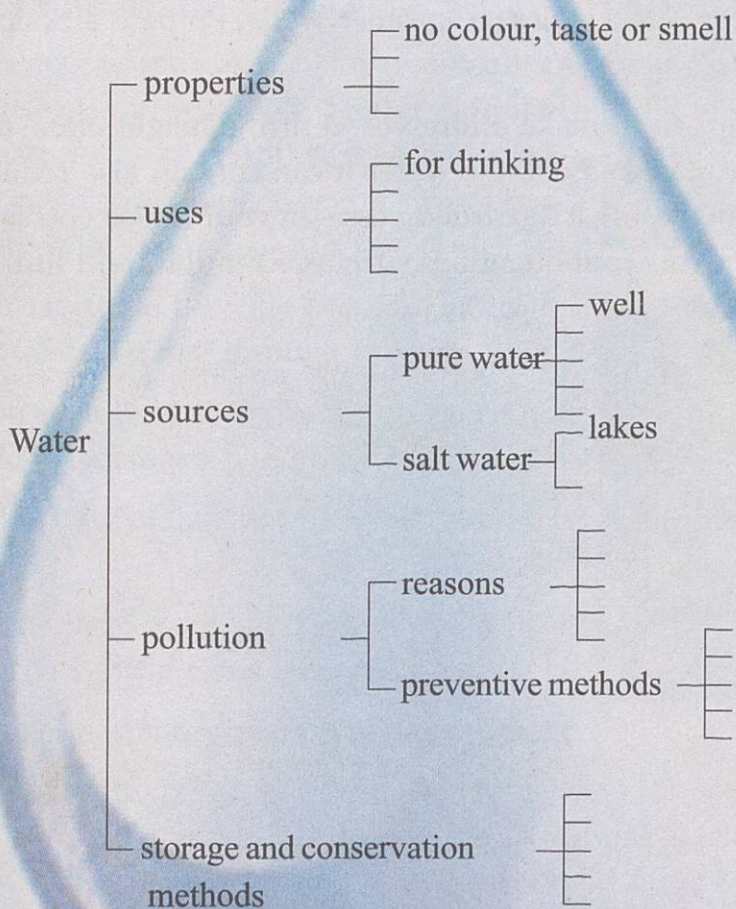 no colour, taste or smell
properties
for drinking
uses
well
pure water
sources
lakes
Water
salt water
reasons
pollution
preventive methods
storage and conservation
methods